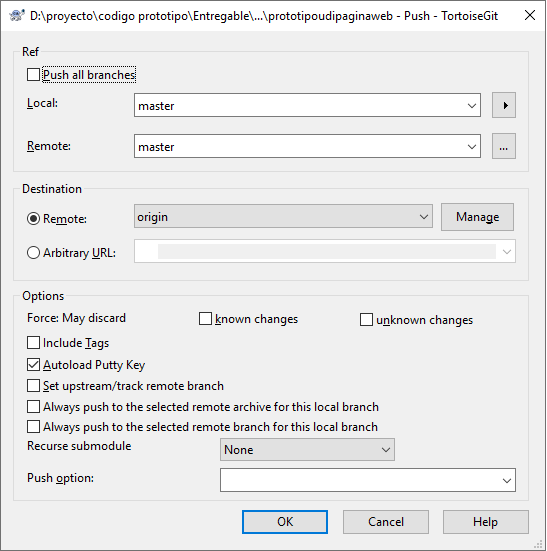 D:\proyecto\codigo prototipo\Entregable\...\prototipoudipaginaweb - Push - TortoiseGit
Ref
Push all branches
Local:
master
Remote:
master
...
Destination
Remote:
origin
Manage
Arbitrary URL:
Options
Force: May discard
known changes
unknown changes
Include Tags
Autoload Putty Key
Set upstream/track remote branch
Always push to the selected remote archive for this local branch
Always push to the selected remote branch for this local branch
Recurse submodule
None
Push option:
OK
Cancel
Help